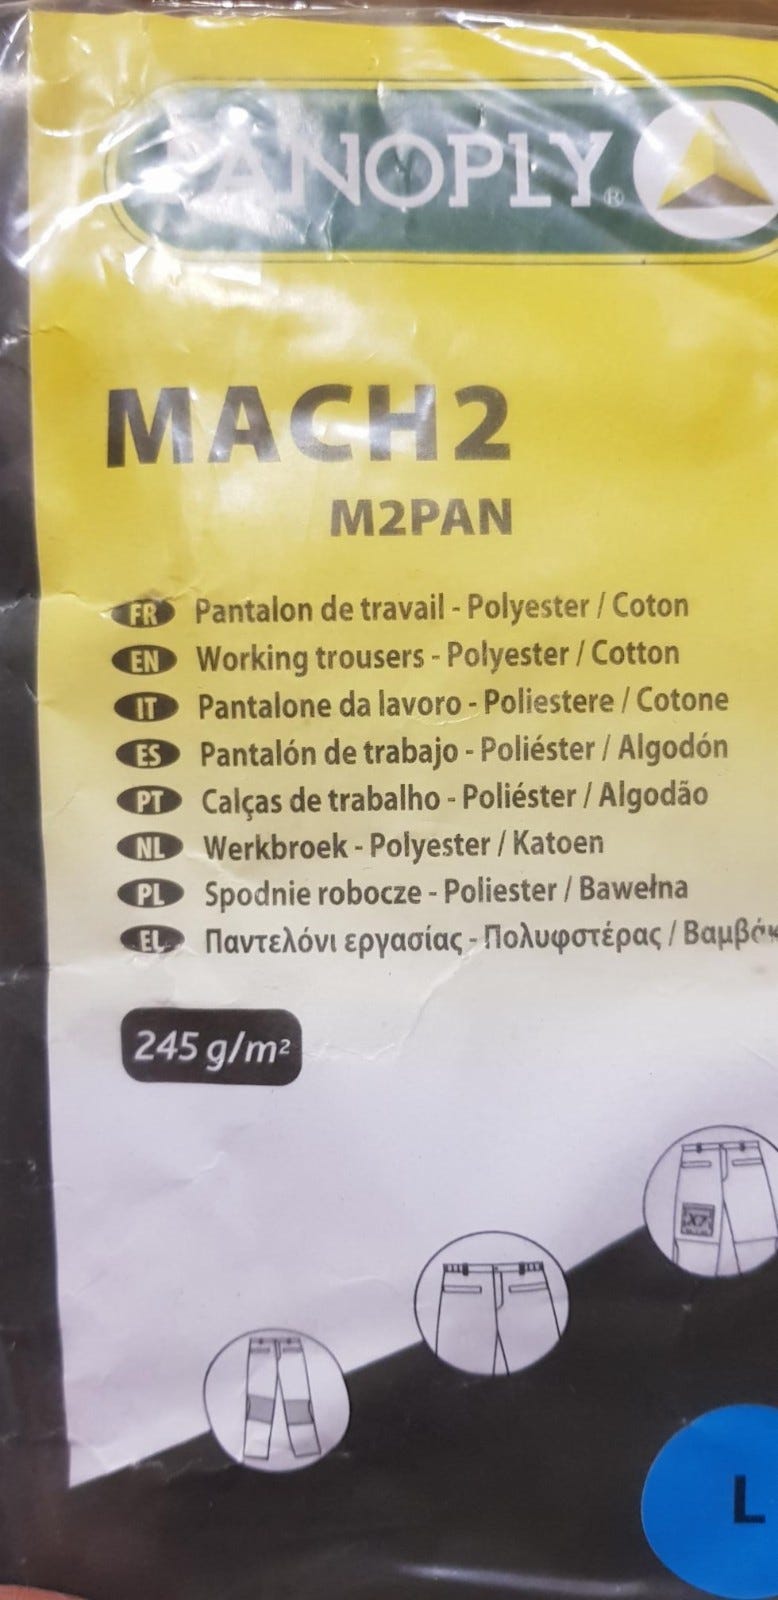 PANOPLY®
MACH2
M2PAN
FR Pantalon de travail - Polyester / Coton
EN Working trousers - Polyester / Cotton
IT Pantalone da lavoro - Poliestere / Cotone
ES Pantalón de trabajo - Poliéster / Algodón
PT Calças de trabalho - Poliéster / Algodão
NL Werkbroek - Polyester / Katoen
PL Spodnie robocze - Poliester / Bawełna
EL Παντελόνι εργασίας - Πολυφστέρας /
245 g/m²
L